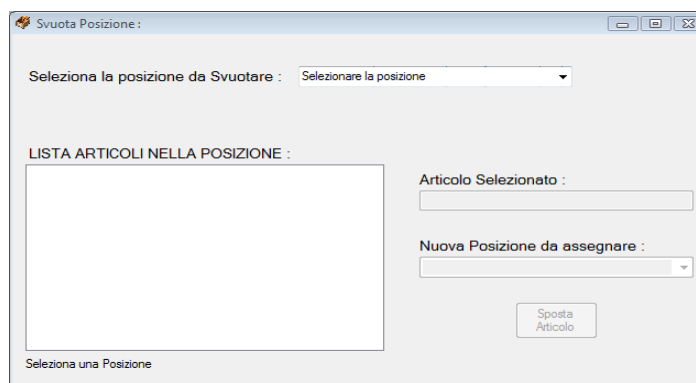 Svuota Posizione :
Seleziona la posizione da Svuotare :
Selezionare la posizione
LISTA ARTICOLI NELLA POSIZIONE :
Articolo Selezionato :
Nuova Posizione da assegnare :
Sposta
Articolo
Seleziona una Posizione